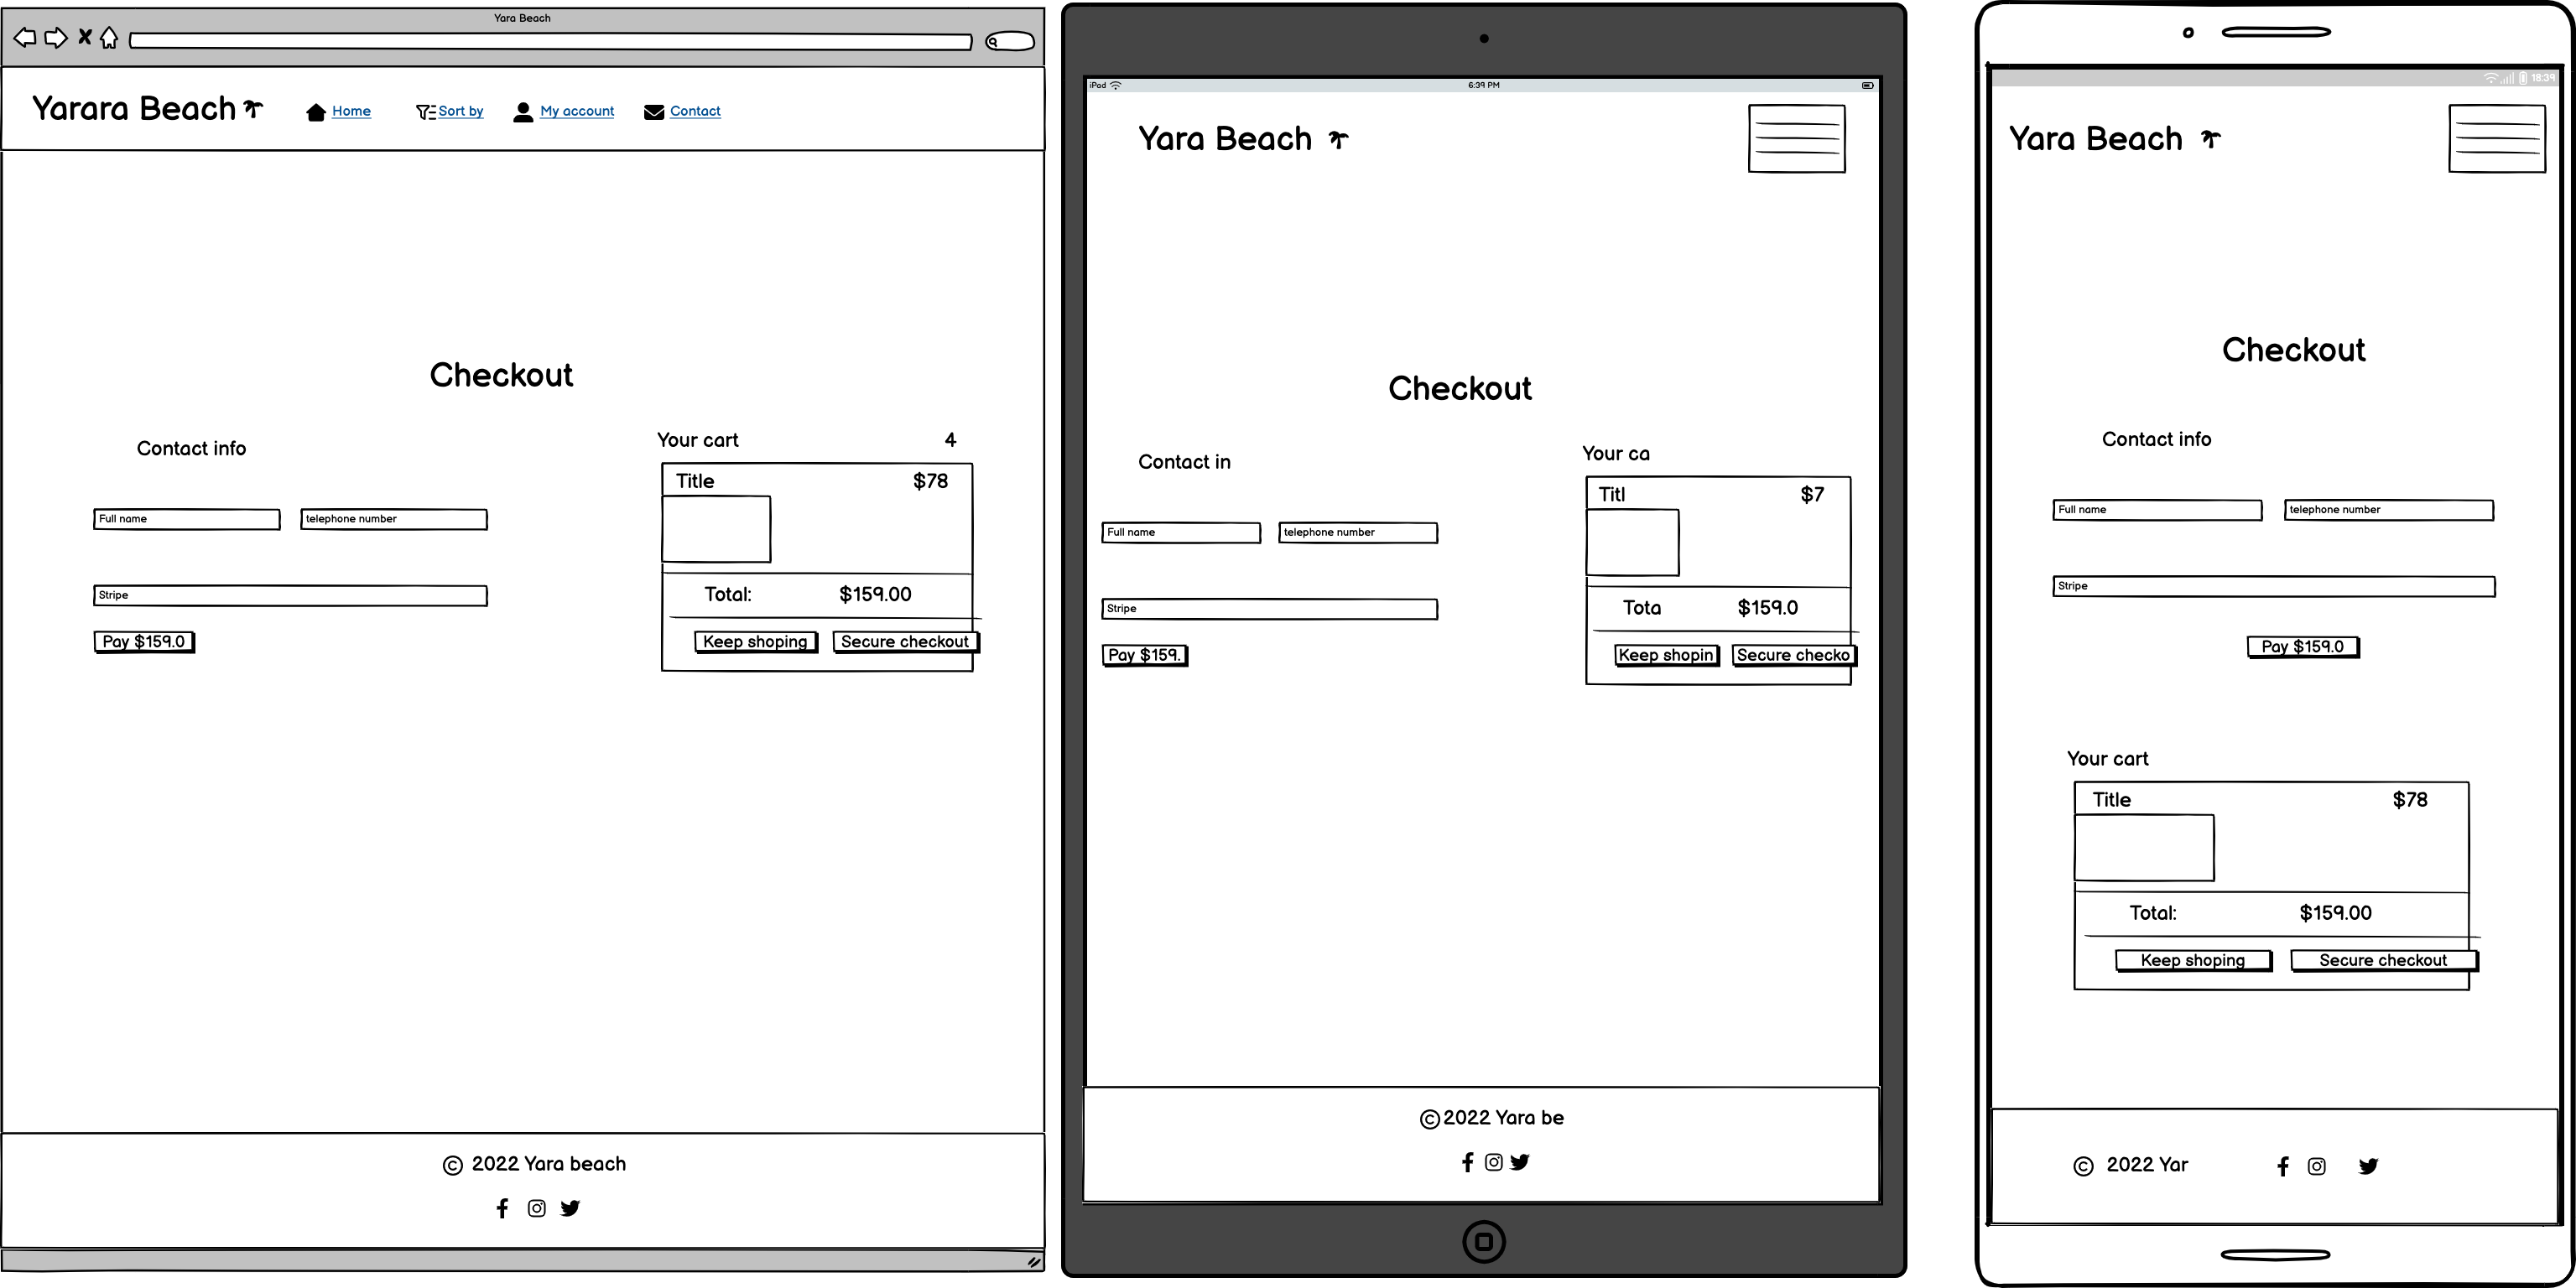 Yara Beach
Yarara Beach
Home
Sort by
My account
Contact
Checkout
Contact info
Your cart
4
Title
$78
Full name
telephone number
Stripe
Total:
$159.00
Pay $159.0
Keep shoping
Secure checkout
© 2022 Yara beach
iPad
6:39 PM
Yara Beach
Checkout
Contact in
Your ca
Titl
$7
Full name
telephone number
Stripe
Tota
$159.0
Pay $159.
Keep shopin
Secure checko
© 2022 Yara be
18:39
Yara Beach
Checkout
Contact info
Full name
telephone number
Stripe
Pay $159.0
Your cart
Title
$78
Total:
$159.00
Keep shoping
Secure checkout
© 2022 Yar